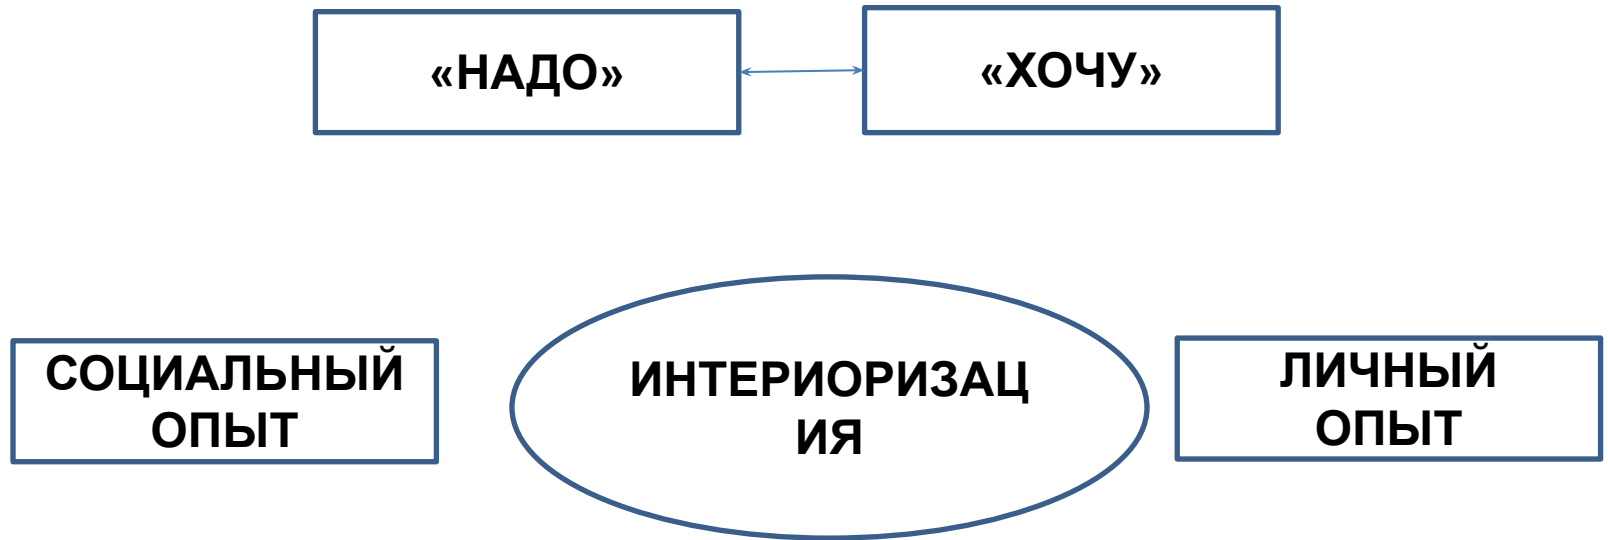 «НАДО»
«ХОЧУ»
СОЦИАЛЬНЫЙ
ОПЫТ
ИНТЕРИОРИЗАЦ
ИЯ
ЛИЧНЫЙ
ОПЫТ